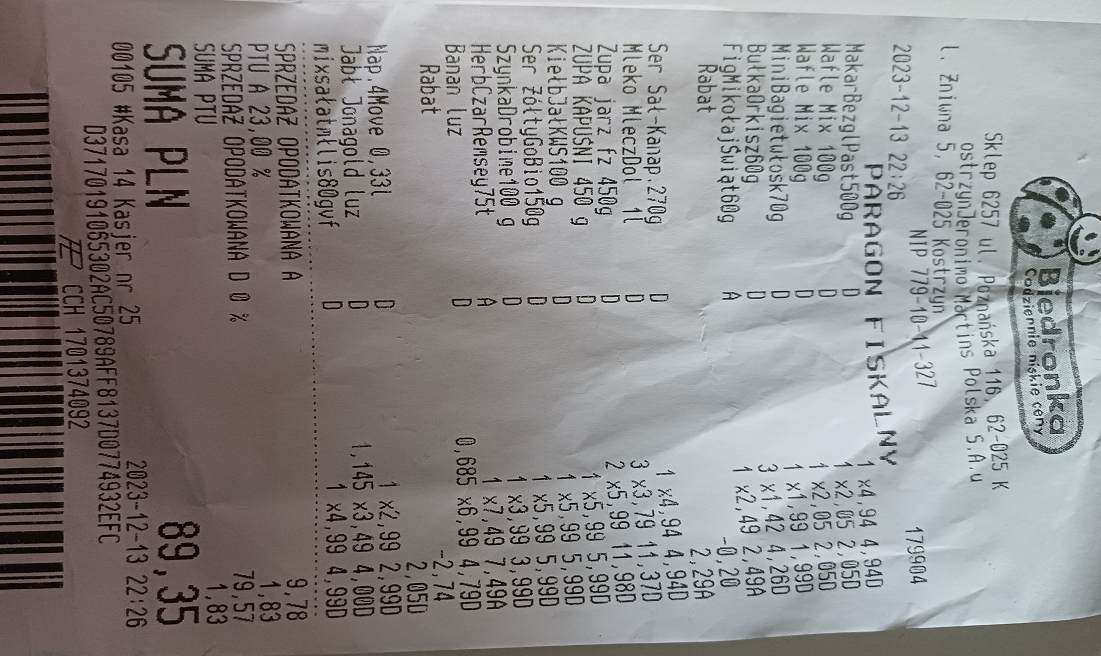 Biedronka
Codziennie niskie ceny
Sklep 6257 ul. Poznańska 116, 62-025 K
ostrzynJeronimo Martins Polska S.A.u
l. Żniwna 5, 62-025 Kostrzyn
NIP 779-10-11-327
2023-12-13 22:26 179904
PARAGON FISKALNY
MakarBezglPast500g D 1 x4,94 4,94D
Wafle Mix 100g D 1 x2,05 2,05D
Wafle Mix 100g D 1 x2,05 2,05D
MiniBagietWłosk70g D 1 x1,99 1,99D
BułkaOrkisz60g D 3 x1,42 4,26D
FigMikołajŚwiąt60g A 1 x2,49 2,49A
Rabat -0,20
2,29A
Ser Sał-Kanap 270g D 1 x4,94 4,94D
Mleko MleczDol 1l D 3 x3,79 11,37D
Zupa jarz fz 450g D 2 x5,99 11,98D
ZUPA KAPUŚNI 450 g D 1 x5,99 5,99D
KiełbJałKWS100 g D 1 x5,99 5,99D
Ser ŻółtyGoBio150g D 1 x5,99 5,99D
SzynkaDrobime100 g D 1 x3,99 3,99D
HerbCzarRemsey75t A 1 x7,49 7,49A
Banan luz D 0,685 x6,99 4,79D
Rabat -2,74
2,05D
Nap 4Move 0,33l D 1 x2,99 2,99D
Jabł Jonagold luz D 1,145 x3,49 4,00D
mixsałatmklis80gvf D 1 x4,99 4,99D
SPRZEDAŻ OPODATKOWANA A 9,78
PTU A 23,00 % 1,83
SPRZEDAŻ OPODATKOWANA D 0 % 79,57
SUMA PTU 1,83
SUMA PLN 89,35
00105 #Kasa 14 Kasjer nr 25 2023-12-13 22:26
D37170191065302AC50789AFF8137D0774932EFC
CCH 1701374092